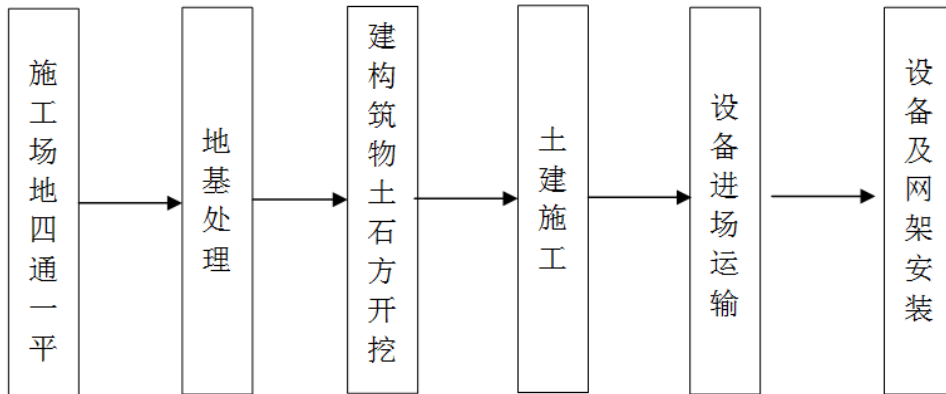 施工场地四通一平
地基处理
建构筑物土石方开挖
土建施工
设备进场运输
设备及网架安装